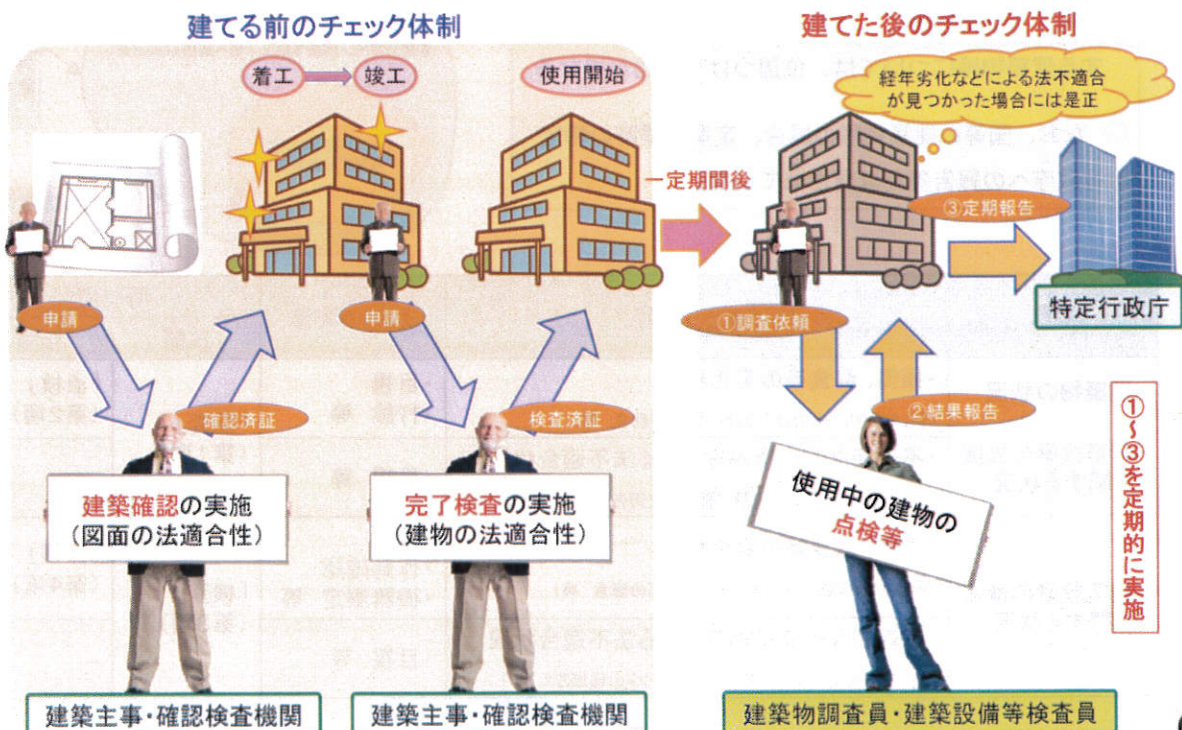 建てる前のチェック体制
着工
竣工
使用開始
申請
確認済証
建築確認の実施
(図面の法適合性)
建築主事・確認検査機関
申請
検査済証
完了検査の実施
(建物の法適合性)
建築主事・確認検査機関
一定期間後
建てた後のチェック体制
経年劣化などによる法不適合
が見つかった場合には是正
③定期報告
特定行政庁
①調査依頼
②結果報告
使用中の建物の
点検等
①～③を定期的に実施
建築物調査員・建築設備等検査員